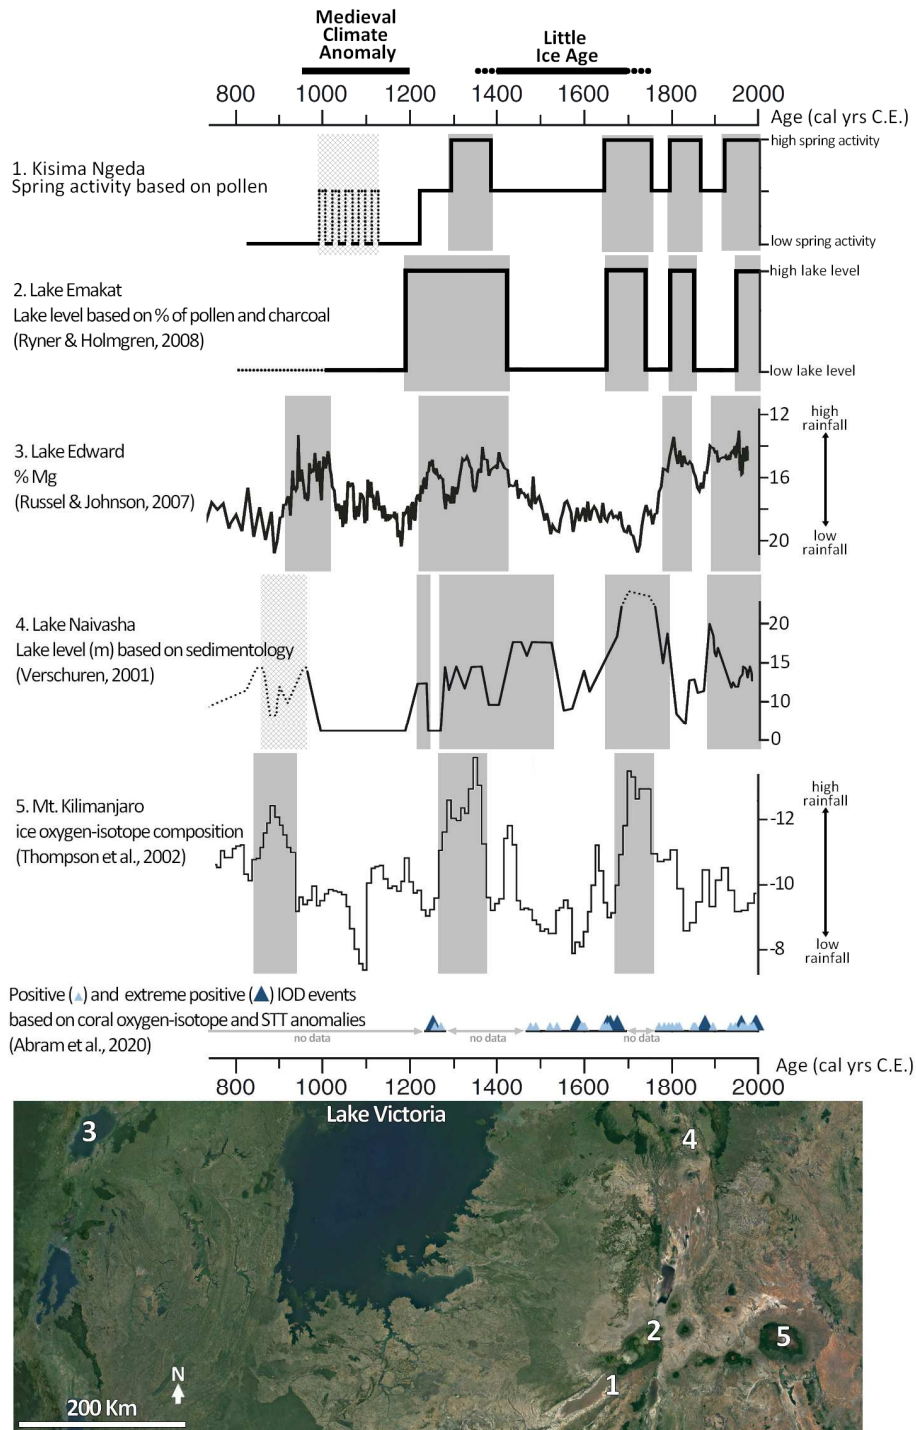 Medieval
Climate
Anomaly
Little
Ice Age
800 1000 1200 1400 1600 1800 2000
Age (cal yrs C.E.)
high spring activity
1. Kisima Ngeda
Spring activity based on pollen
low spring activity
high lake level
2. Lake Emakat
Lake level based on % of pollen and charcoal
(Ryner & Holmgren, 2008)
low lake level
12
high
rainfall
3. Lake Edward
% Mg
(Russel & Johnson, 2007)
16
20
low
rainfall
4. Lake Naivasha
Lake level (m) based on sedimentology
(Verschuren, 2001)
20
15
10
0
high
rainfall
5. Mt. Kilimanjaro
ice oxygen-isotope composition
(Thompson et al., 2002)
-12
-10
-8
low
rainfall
Positive ( ) and extreme positive ( ) IOD events
based on coral oxygen-isotope and STT anomalies
(Abram et al., 2020)
no data no data no data
Age (cal yrs C.E.)
800 1000 1200 1400 1600 1800 2000
Lake Victoria
3
4
2
5
1
N
200 Km